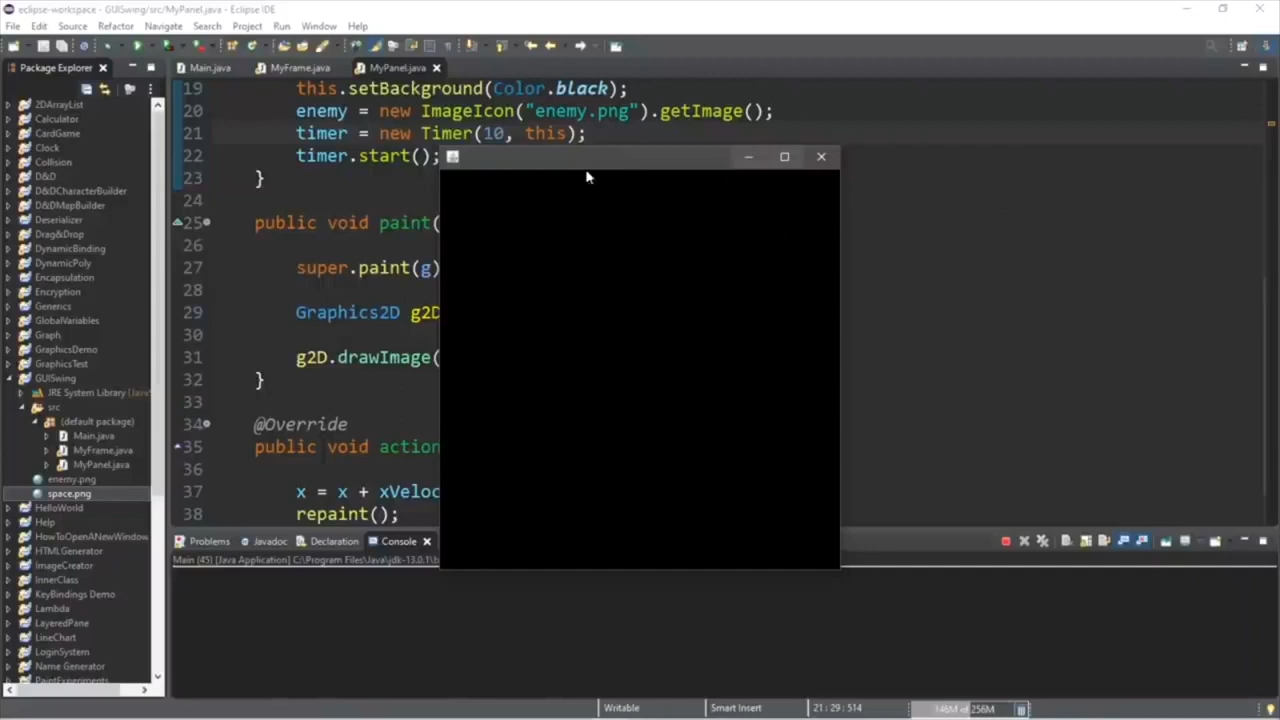 eclipse-workspace - GUISwing/src/MyPanel.java - Eclipse IDE
File Edit Source Refactor Navigate Search Project Run Window Help
Package Explorer
Main.java MyFrame.java MyPanel.java
2DArrayList
Calculator
CardGame
Clock
Collision
D&D
D&DCharacterBuilder
D&DMapBuilder
Deserializer
Drag&Drop
DynamicBinding
DynamicPoly
Encapsulation
Encryption
Generics
GlobalVariables
Graph
GraphicsDemo
GraphicsTest
GUISwing
JRE System Library [Java
src
(default package)
Main.java
MyFrame.java
MyPanel.java
enemy.png
space.png
HelloWorld
Help
HowToOpenANewWindow
HTMLGenerator
ImageCreator
InnerClass
KeyBindings Demo
Lambda
LayeredPane
LineChart
LoginSystem
Name Generator
PaintExperiments
19 this.setBackground(Color.black);
20 enemy = new ImageIcon("enemy.png").getImage();
21 timer = new Timer(10, this);
22 timer.start();
23 }
24
25 public void paint(
26
27 super.paint(g)
28
29 Graphics2D g2D
30
31 g2D.drawImage(
32 }
33
34 @Override
35 public void action
36
37 x = x + xVeloc
38 repaint();
Problems Javadoc Declaration Console
Main (45) [Java Application] C:\Program Files\Java\jdk-13.0.1\b
Writable Smart Insert 21 : 29 : 514 146M of 256M